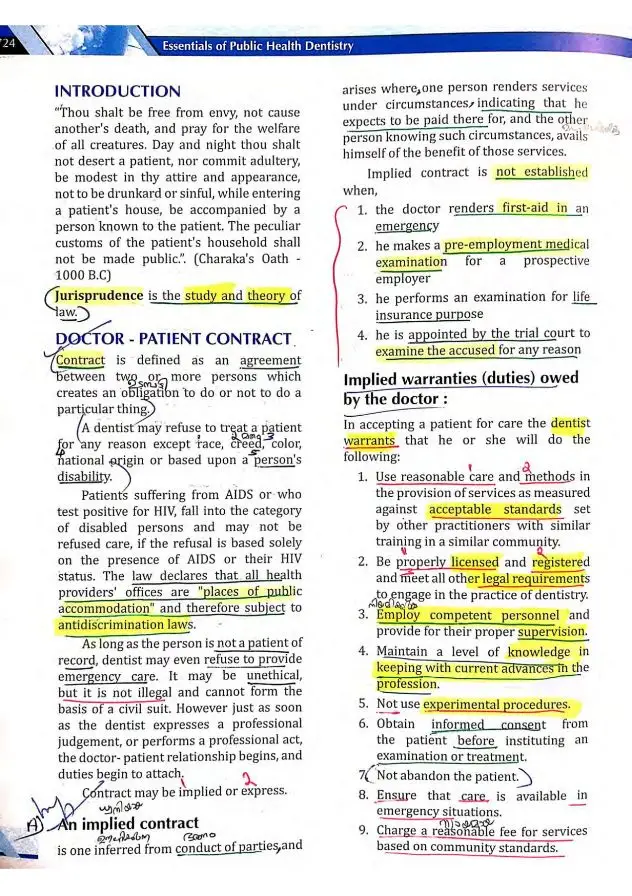 724
Essentials of Public Health Dentistry
INTRODUCTION
"Thou shalt be free from envy, not cause
another's death, and pray for the welfare
of all creatures. Day and night thou shalt
not desert a patient, nor commit adultery,
be modest in thy attire and appearance,
not to be drunkard or sinful, while entering
a patient's house, be accompanied by a
person known to the patient. The peculiar
customs of the patient's household shall
not be made public.". (Charaka's Oath -
1000 B.C)
Jurisprudence is the study and theory of
law.
DOCTOR - PATIENT CONTRACT
Contract is defined as an agreement
between two or more persons which
creates an obligation to do or not to do a
particular thing.
A dentist may refuse to treat a patient
for any reason except race, creed, color,
national origin or based upon a person's
disability.
Patients suffering from AIDS or who
test positive for HIV, fall into the category
of disabled persons and may not be
refused care, if the refusal is based solely
on the presence of AIDS or their HIV
status. The law declares that all health
providers' offices are "places of public
accommodation" and therefore subject to
antidiscrimination laws.
As long as the person is not a patient of
record, dentist may even refuse to provide
emergency care. It may be unethical,
but it is not illegal and cannot form the
basis of a civil suit. However just as soon
as the dentist expresses a professional
judgement, or performs a professional act,
the doctor- patient relationship begins, and
duties begin to attach.
1 2
Contract may be implied or express.
A) An implied contract
is one inferred from conduct of parties, and
arises where, one person renders services
under circumstances, indicating that he
expects to be paid there for, and the other
person knowing such circumstances, avails
himself of the benefit of those services.
Implied contract is not established
when,
1. the doctor renders first-aid in an
emergency
2. he makes a pre-employment medical
examination for a prospective
employer
3. he performs an examination for life
insurance purpose
4. he is appointed by the trial court to
examine the accused for any reason
Implied warranties (duties) owed
by the doctor :
In accepting a patient for care the dentist
warrants that he or she will do the
following:
1. Use reasonable care and methods in
the provision of services as measured
against acceptable standards set
by other practitioners with similar
training in a similar community.
2. Be properly licensed and registered
and meet all other legal requirements
to engage in the practice of dentistry.
3. Employ competent personnel and
provide for their proper supervision.
4. Maintain a level of knowledge in
keeping with current advances in the
profession.
5. Not use experimental procedures.
6. Obtain informed consent from
the patient before instituting an
examination or treatment.
7. Not abandon the patient.
8. Ensure that care is available in
emergency situations.
9. Charge a reasonable fee for services
based on community standards.